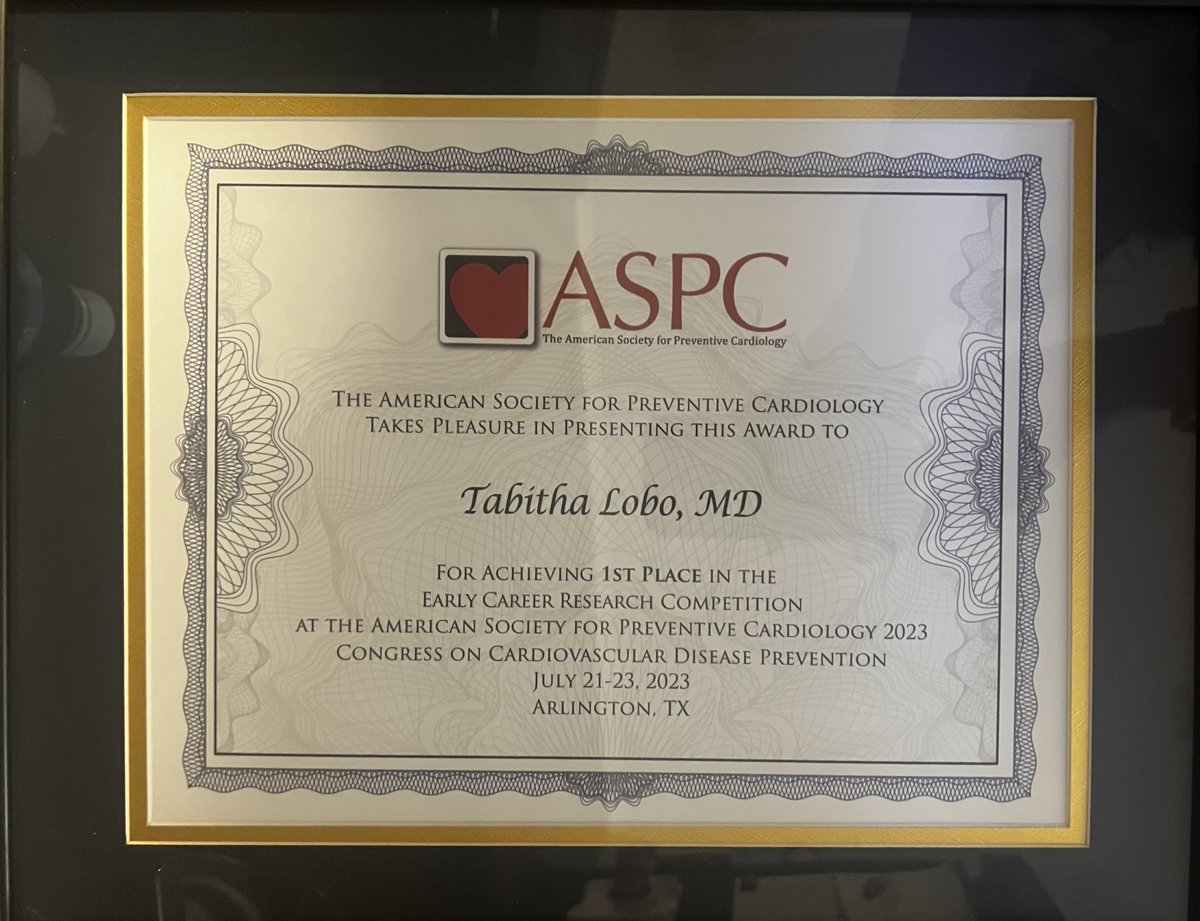 ASPC
The American Society for Preventive Cardiology
The American Society for Preventive Cardiology
Takes Pleasure in Presenting this Award to
Tabitha Lobo, MD
For Achieving 1st Place in the
Early Career Research Competition
at the American Society for Preventive Cardiology 2023
Congress on Cardiovascular Disease Prevention
July 21-23, 2023
Arlington, TX